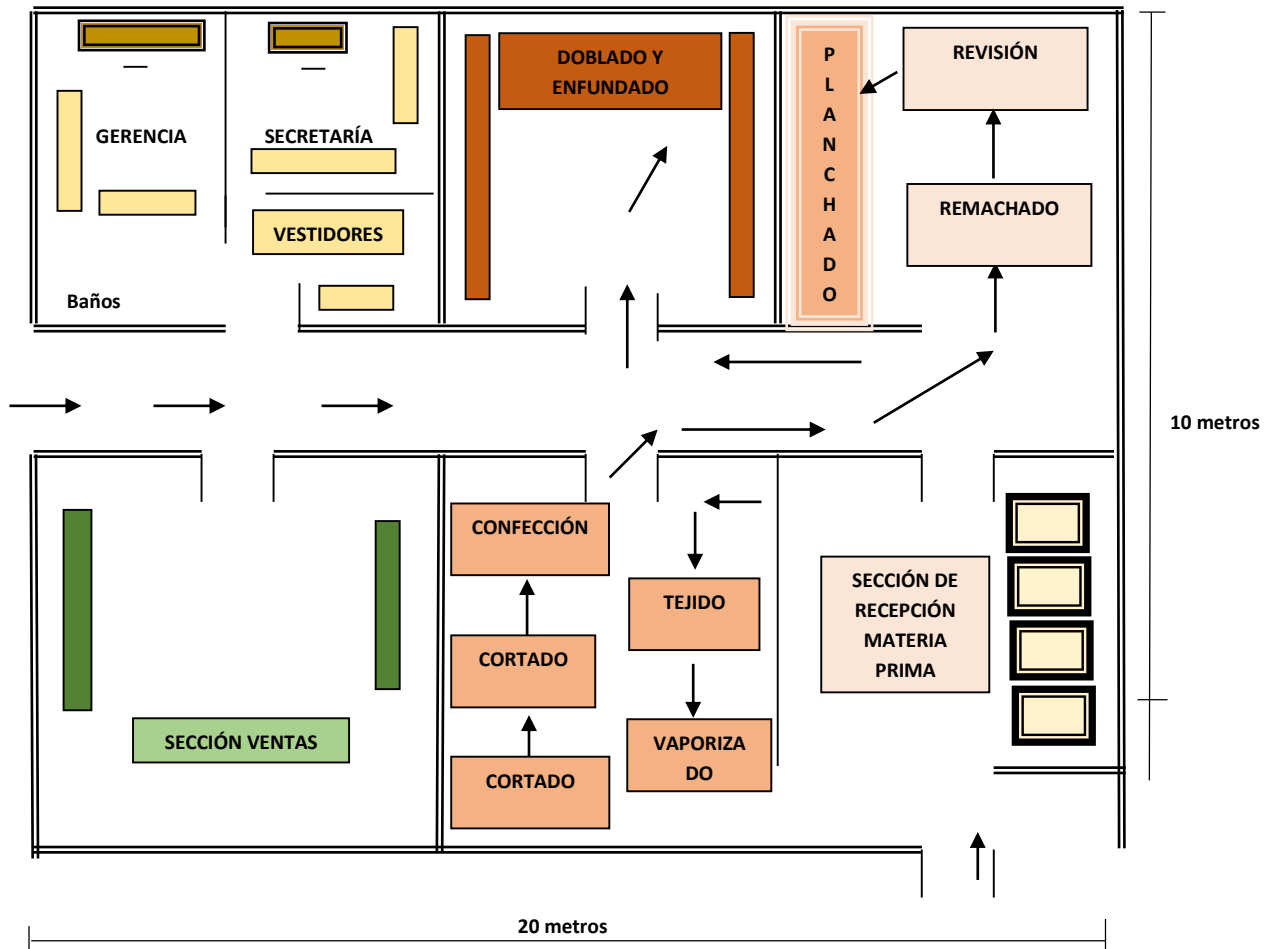 DOBLADO Y
ENFUNDADO
P
L
A
N
C
H
A
D
O
REVISIÓN
GERENCIA
SECRETARÍA
REMACHADO
VESTIDORES
Baños
10 metros
CONFECCIÓN
TEJIDO
SECCIÓN DE
RECEPCIÓN
MATERIA
PRIMA
CORTADO
SECCIÓN VENTAS
VAPORIZA
DO
CORTADO
20 metros